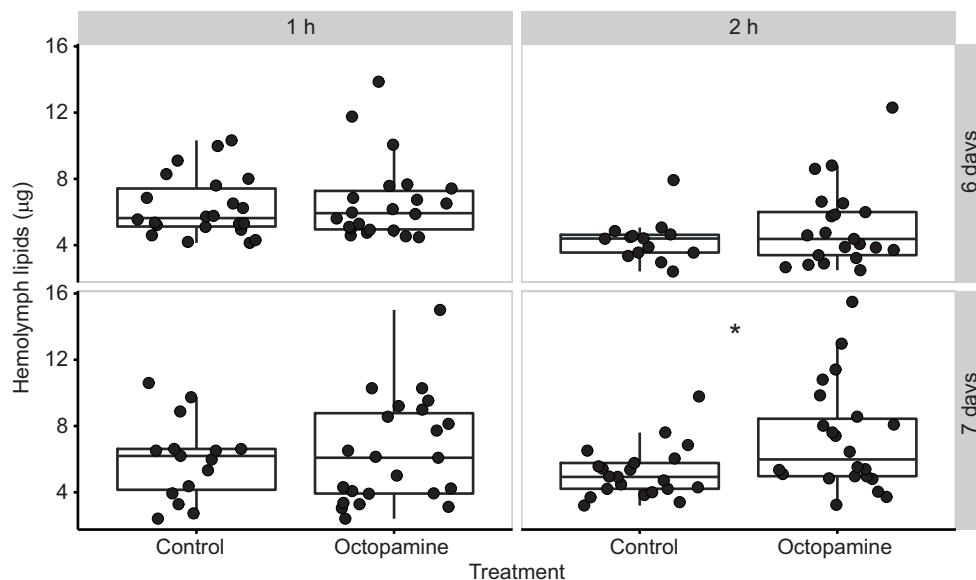 1 h
2 h
16
12
8
4
6 days
16
12
8
4
*
7 days
Hemolymph lipids (µg)
Control
Octopamine
Control
Octopamine
Treatment